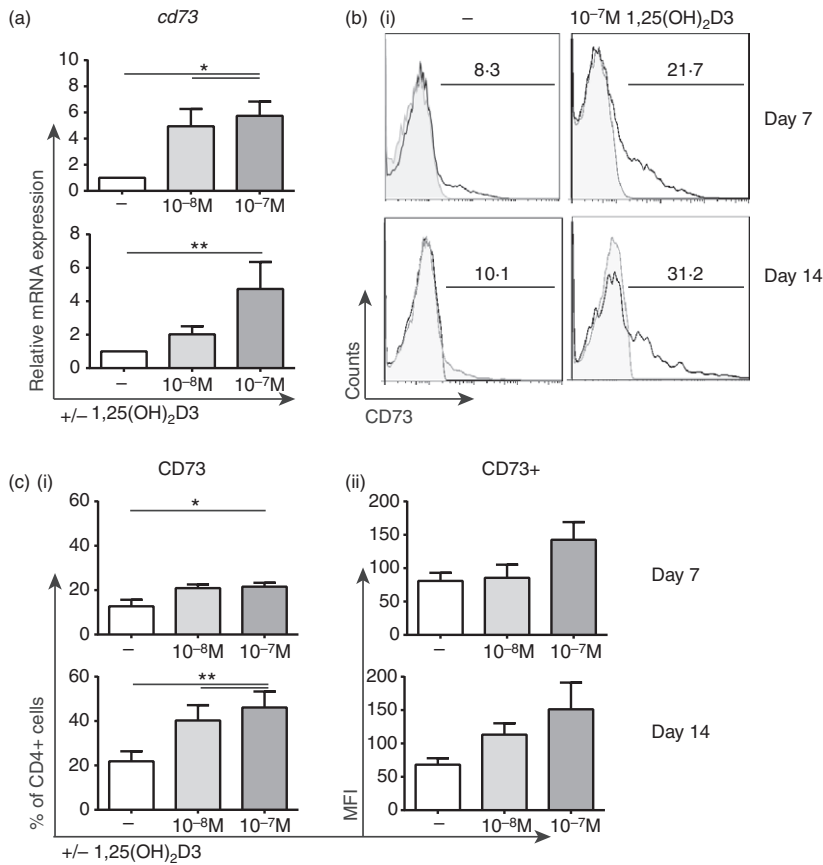 (a)
cd73
*
10
8
6
4
2
0
– 10⁻⁸M 10⁻⁷M
**
8
6
4
2
0
– 10⁻⁸M 10⁻⁷M
Relative mRNA expression
+/– 1,25(OH)₂D3
(b) (i)
– 10⁻⁷M 1,25(OH)₂D3
8·3 21·7
Day 7
10·1 31·2
Day 14
Counts
CD73
(c) (i)
CD73
60
40
20
0
*
– 10⁻⁸M 10⁻⁷M
60
40
20
0
**
– 10⁻⁸M 10⁻⁷M
% of CD4+ cells
+/– 1,25(OH)₂D3
(ii)
CD73+
200
150
100
50
0
– 10⁻⁸M 10⁻⁷M
Day 7
200
150
100
50
0
– 10⁻⁸M 10⁻⁷M
Day 14
MFI